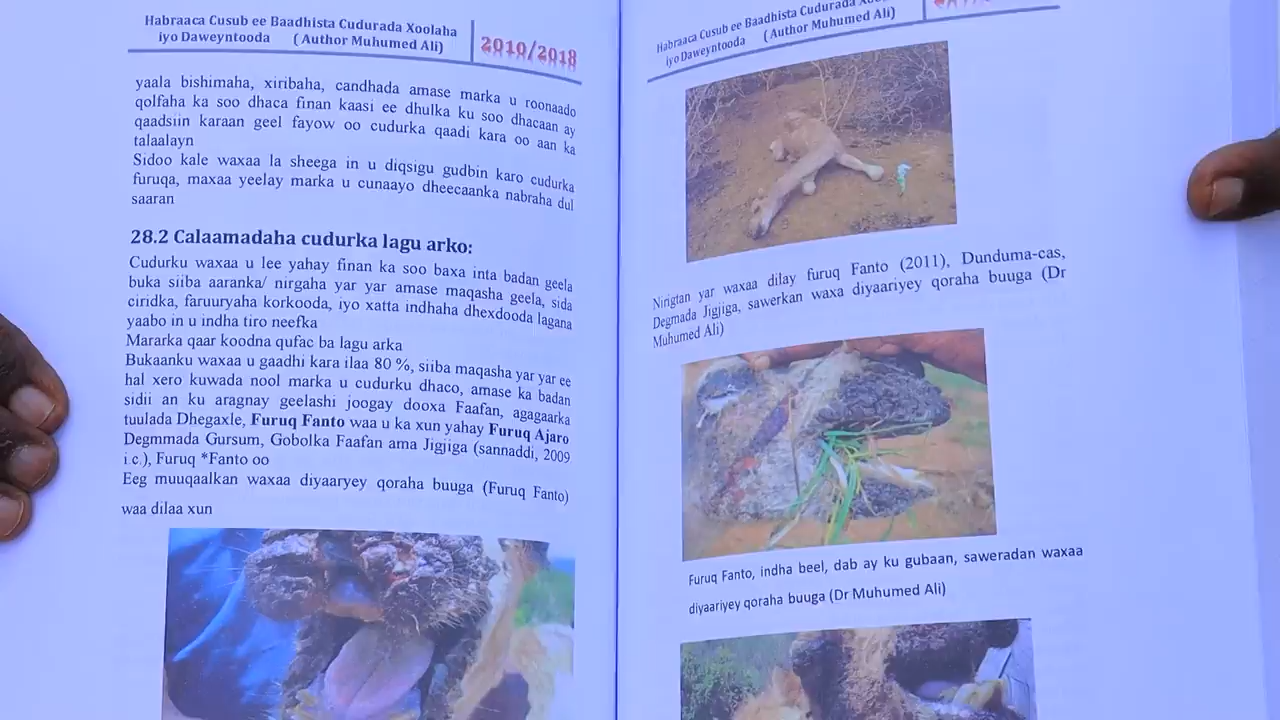 Habraaca Cusub ee Baadhista Cudurada Xoolaha
iyo Daweyntooda ( Author Muhumed Ali)
2010/2018
yaala bishimaha, xiribaha, candhada amase marka u roonaado
qolfaha ka soo dhaca finan kaasi ee dhulka ku soo dhacaan ay
qaadsiin karaan geel fayow oo cudurka qaadi kara oo aan ka
talaalayn
Sidoo kale waxaa la sheega in u diqsigu gudbin karo cudurka
furuqa, maxaa yeelay marka u cunaayo dheecaanka nabraha dul
saaran
28.2 Calaamadaha cudurka lagu arko:
Cudurku waxaa u lee yahay finan ka soo baxa inta badan geela
buka siiba aaranka/ nirgaha yar yar amase maqasha geela, sida
ciridka, faruuryaha korkooda, iyo xatta indhaha dhexdooda lagana
yaabo in u indha tiro neefka
Mararka qaar koodna qufac ba lagu arka
Bukaanku waxaa u gaadhi kara ilaa 80 %, siiba maqasha yar yar ee
hal xero kuwada nool marka u cudurku dhaco, amase ka badan
sidii an ku aragnay geelashi joogay dooxa Faafan, agagaarka
tuulada Dhegaxle, Furuq Fanto waa u ka xun yahay Furuq Ajaro
Degmmada Gursum, Gobolka Faafan ama Jigjiga (sannaddi, 2009
i.c.), Furuq *Fanto oo
Eeg muuqaalkan waxaa diyaaryey qoraha buuga (Furuq Fanto)
waa dilaa xun
Habraaca Cusub ee Baadhista Cudurada
iyo Daweyntooda ( Author Muhumed Ali)
Nirigtan yar waxaa dilay furuq Fanto (2011), Dunduma-cas,
Degmada Jigjiga, sawerkan waxa diyaariyey qoraha buuga (Dr
Muhumed Ali)
Furuq Fanto, indha beel, dab ay ku gubaan, saweradan waxaa
diyaariyey qoraha buuga (Dr Muhumed Ali)